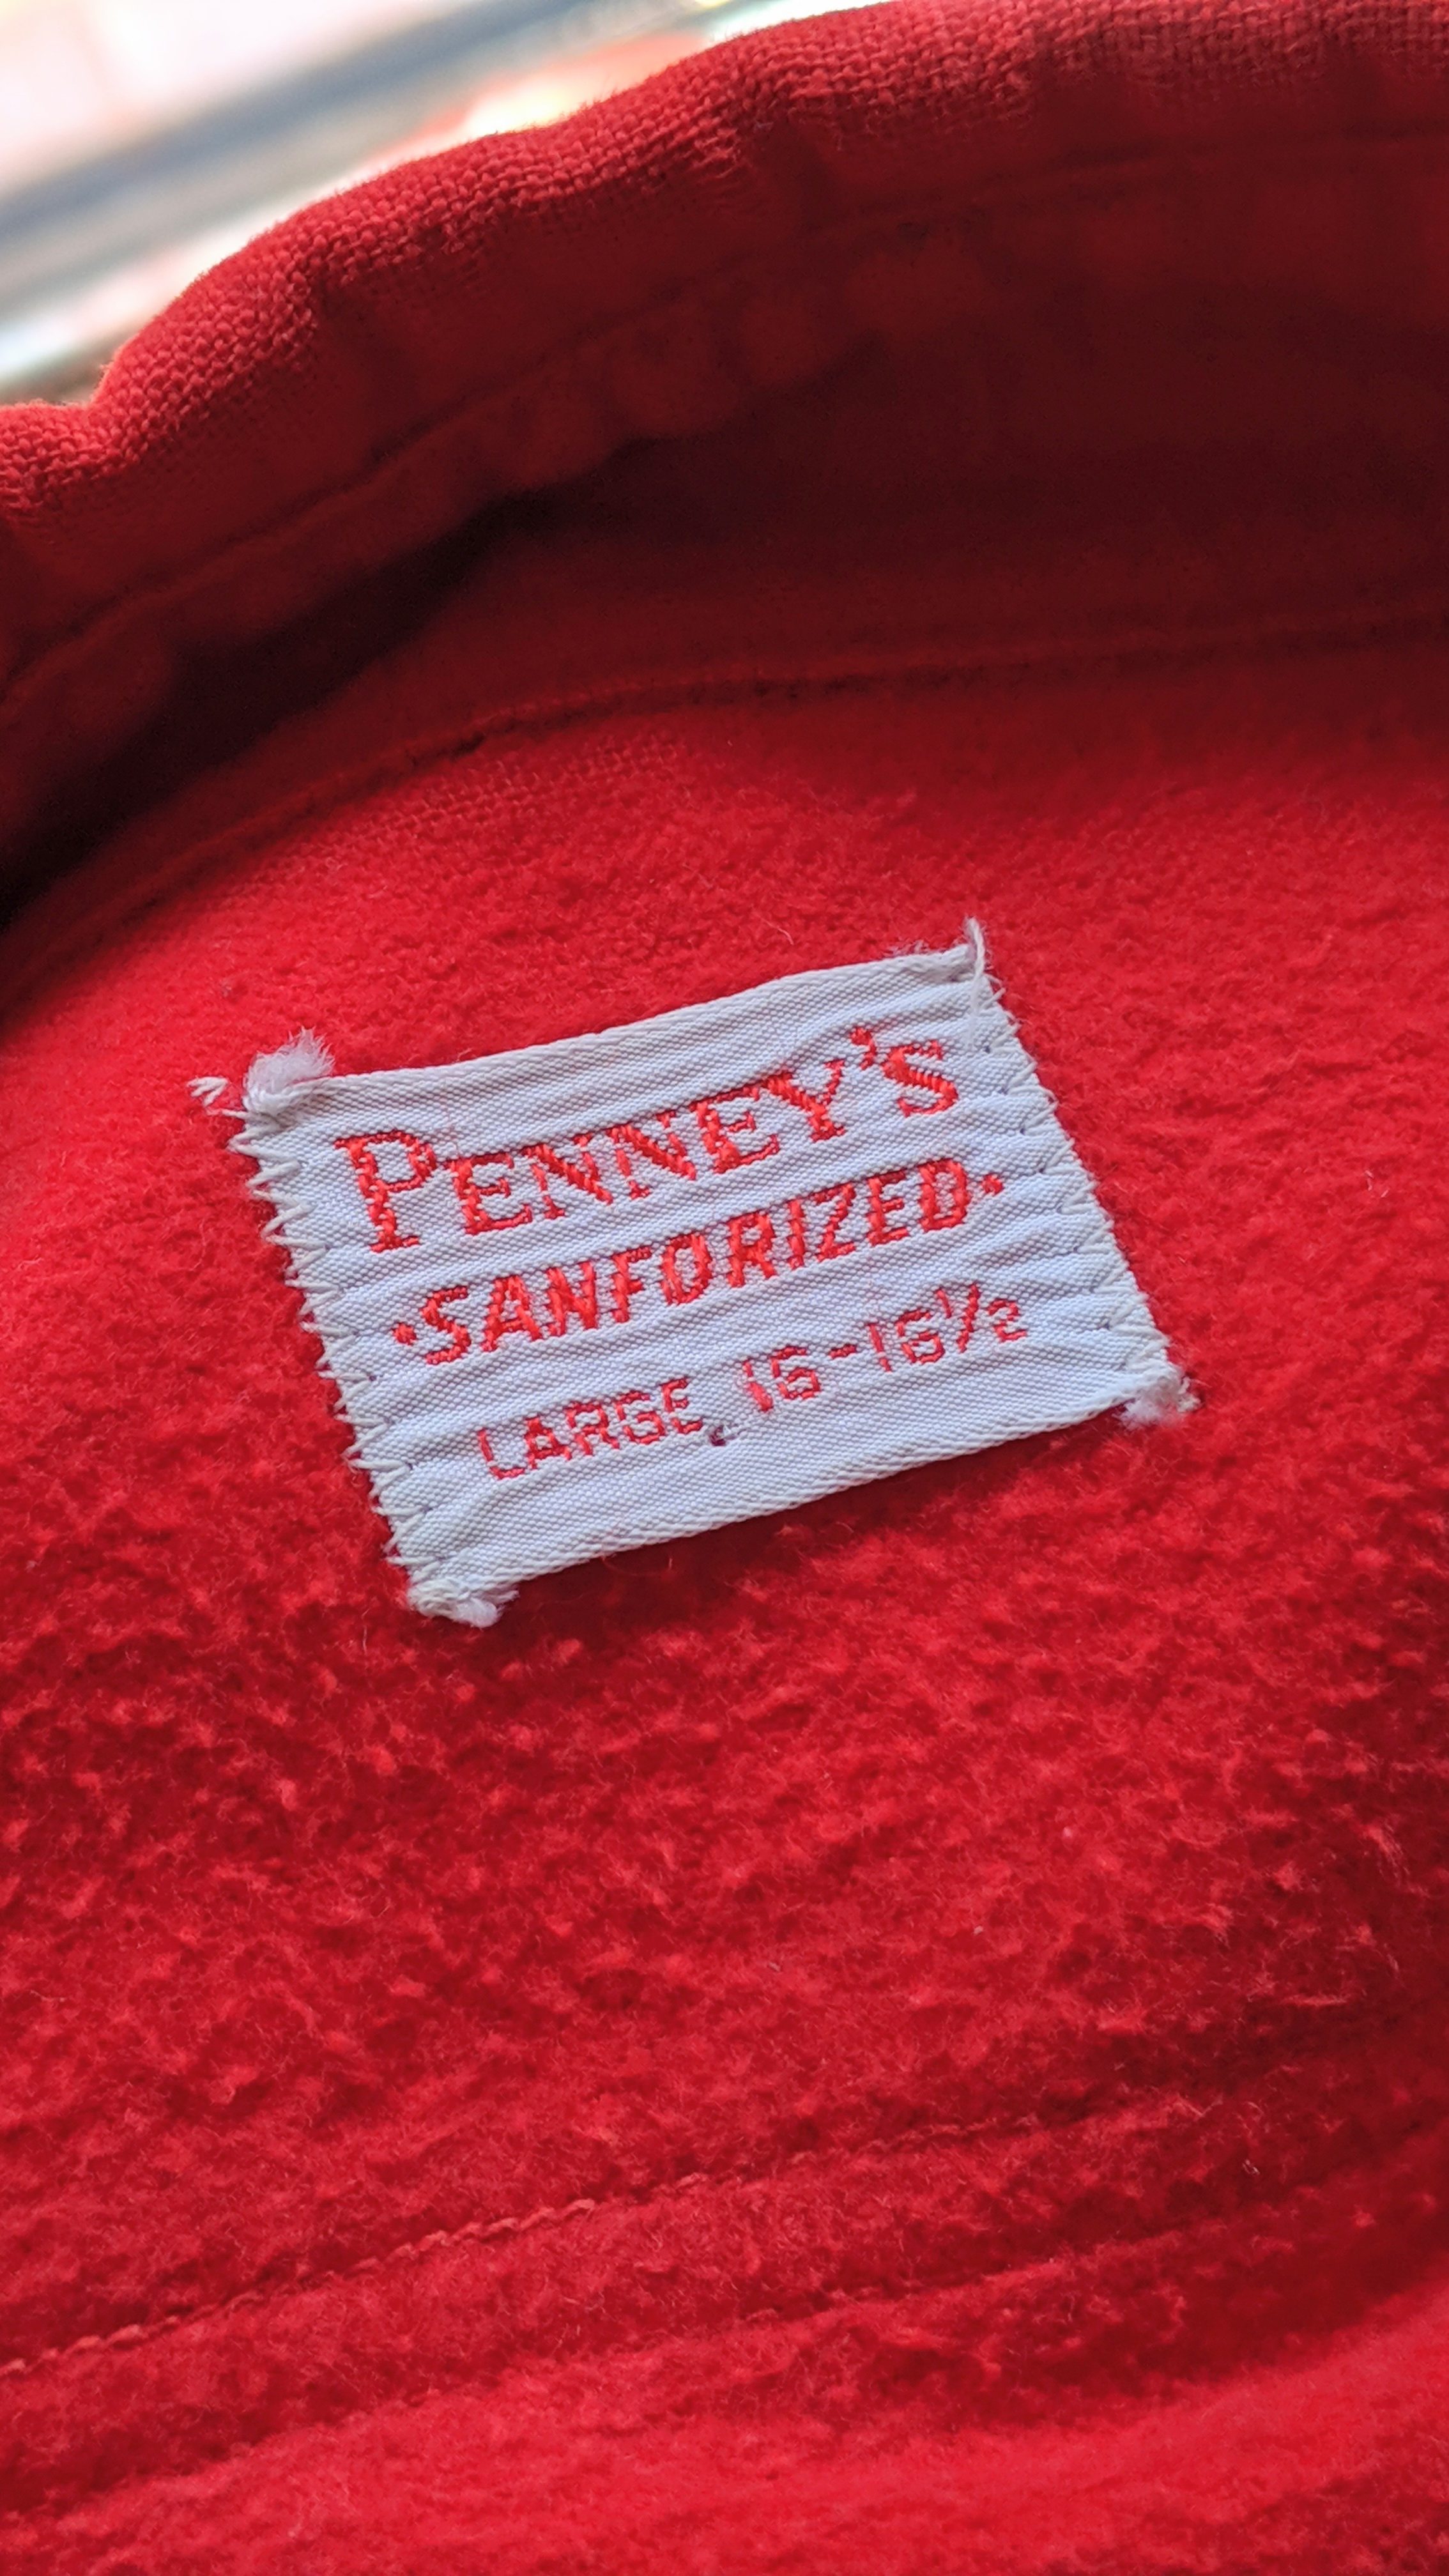 PENNEY'S
•SANFORIZED•
LARGE 16-16½